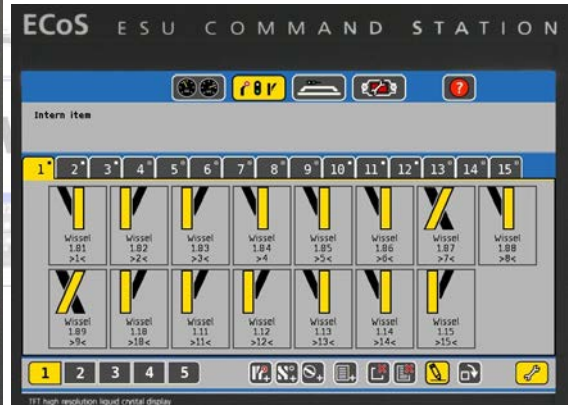 ECoS ESU COMMAND STATION
?
Intern item
1 2 3 4 5 6 7 8 9 10 11 12 13 14 15
Wissel Wissel Wissel Wissel Wissel Wissel Wissel Wissel
1.01 1.02 1.03 1.04 1.05 1.06 1.07 1.08
>1< >2< >3< >4 >5< >6< >7< >8<
Wissel Wissel Wissel Wissel Wissel Wissel Wissel
1.09 1.10 1.11 1.12 1.13 1.14 1.15
>9< >10< >11< >12< >13< >14< >15<
1 2 3 4 5
TFT high resolution liquid crystal display